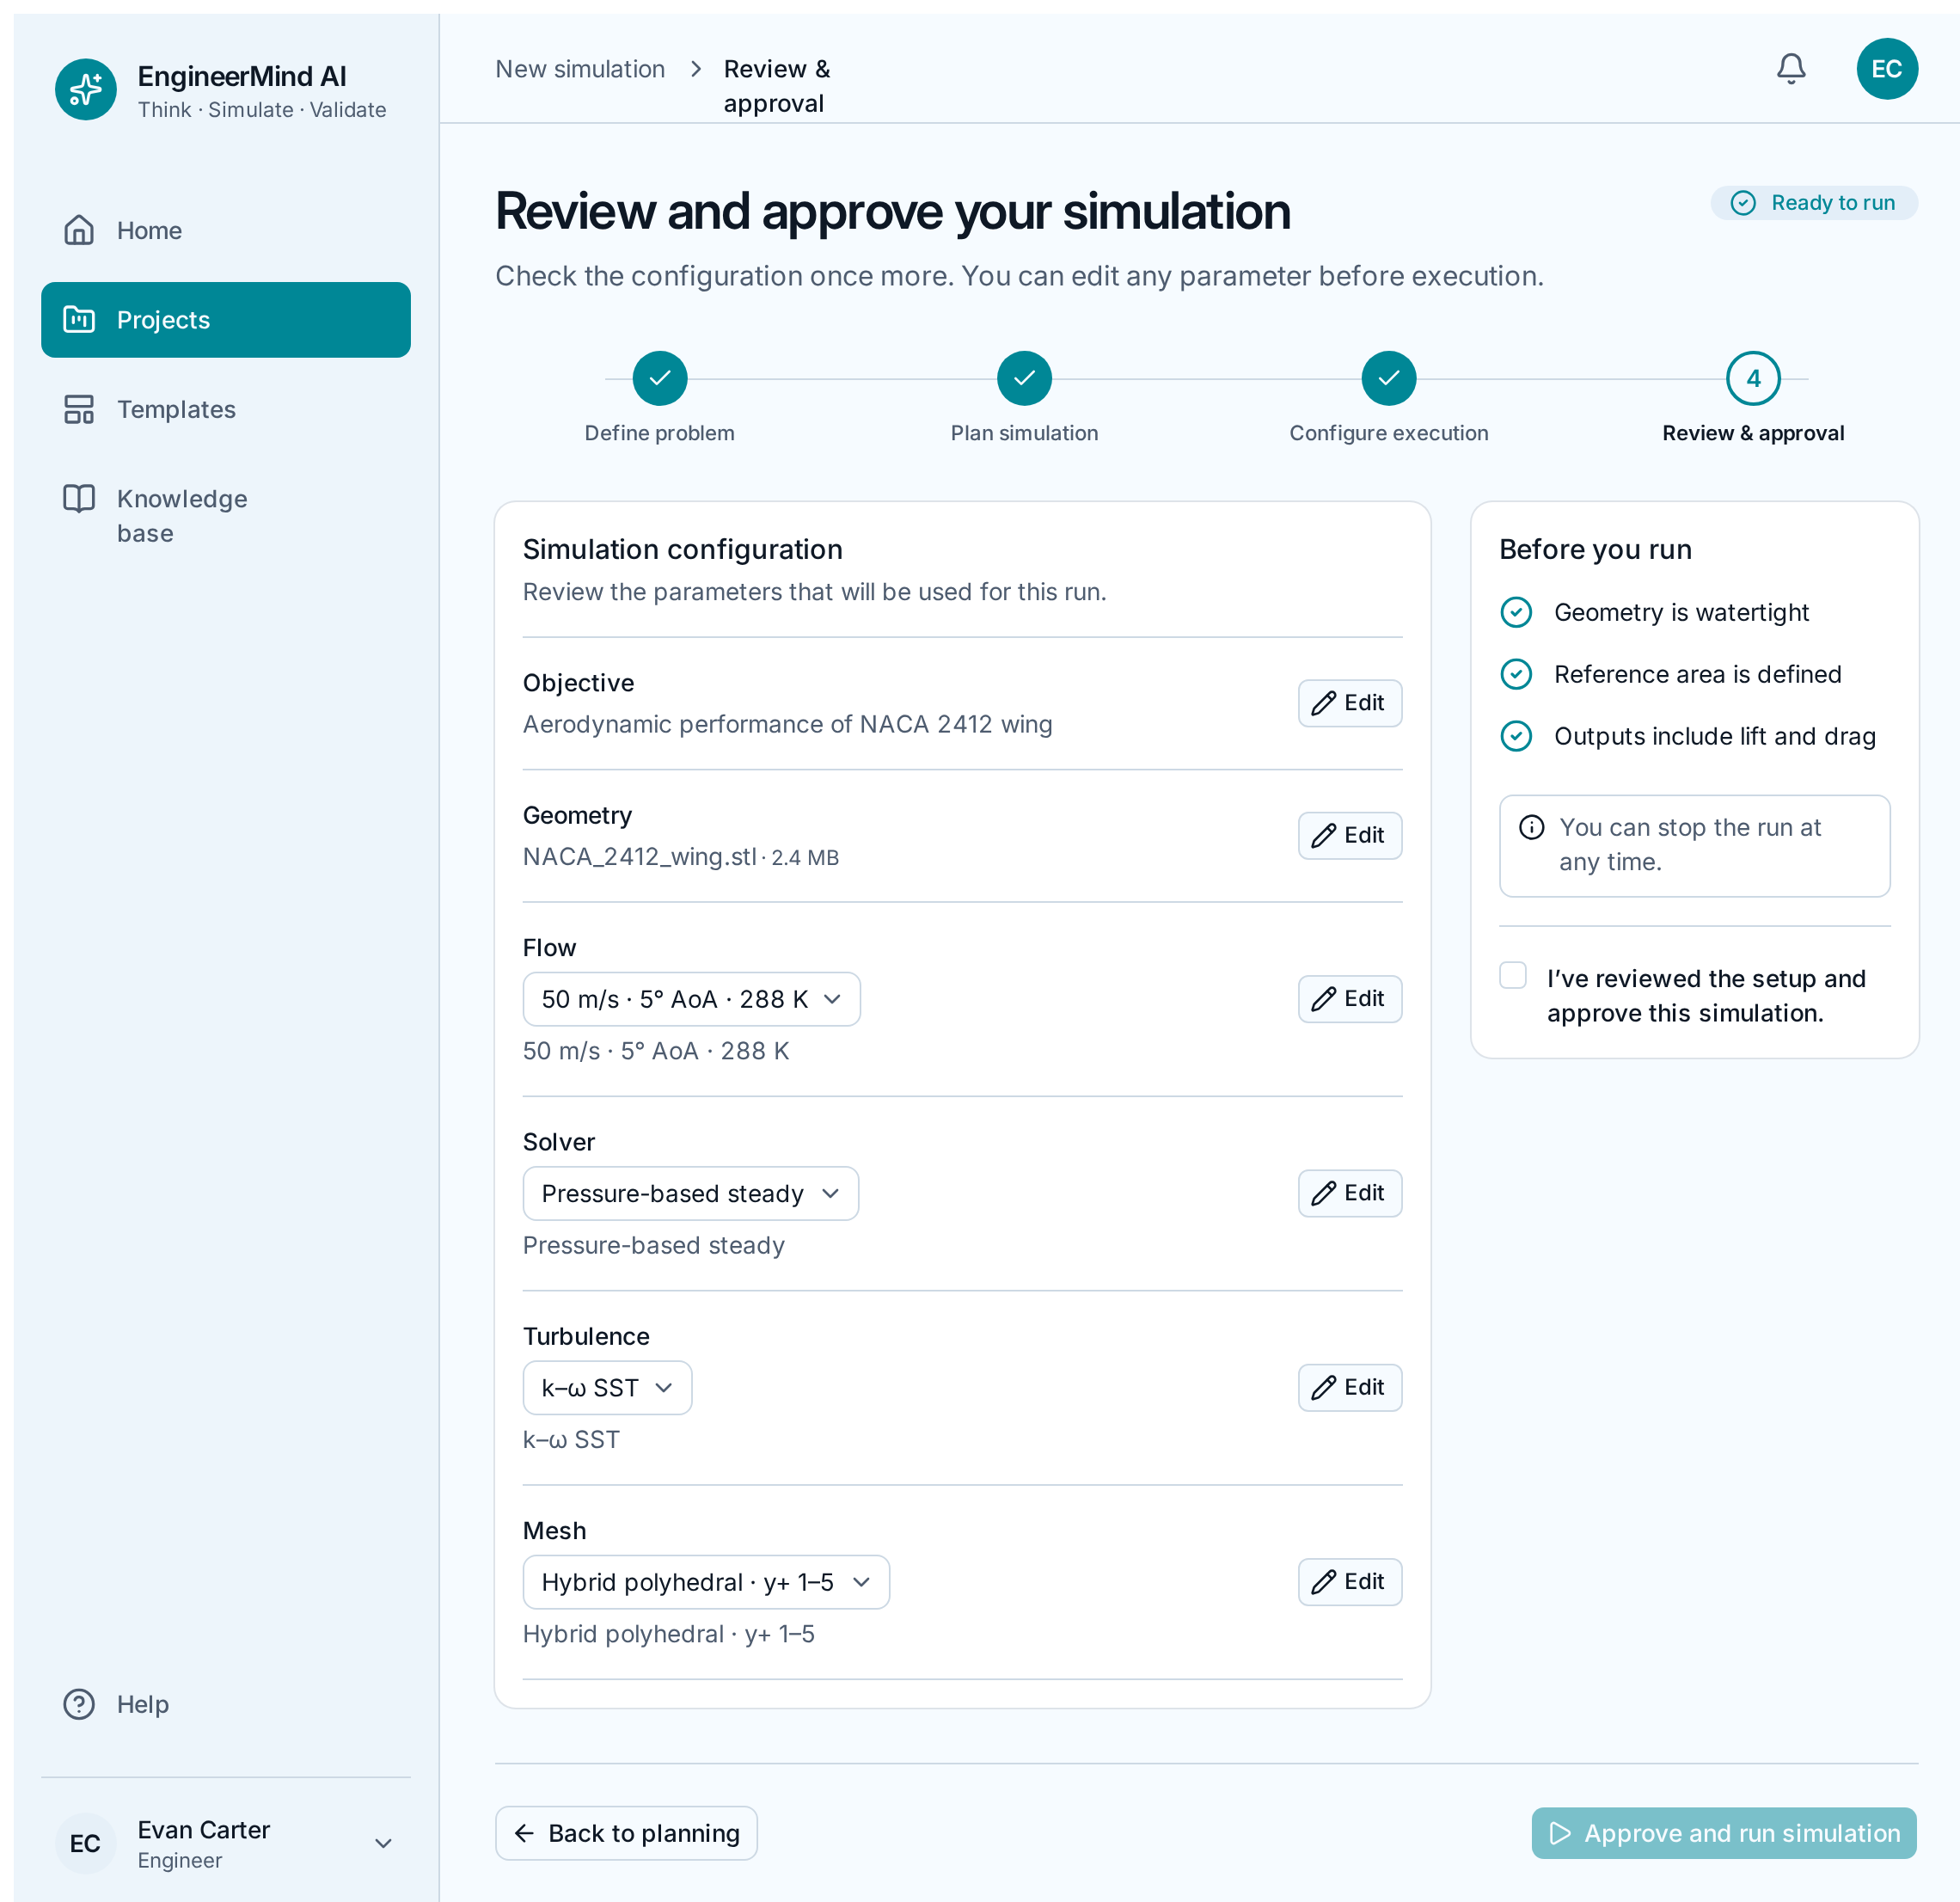 EngineerMind AI
Think · Simulate · Validate
Home
Projects
Templates
Knowledge
base
Help
EC
Evan Carter
Engineer
New simulation
Review &
approval
EC
Review and approve your simulation
Ready to run
Check the configuration once more. You can edit any parameter before execution.
Define problem
Plan simulation
Configure execution
4
Review & approval
Simulation configuration
Review the parameters that will be used for this run.
Objective
Aerodynamic performance of NACA 2412 wing
Edit
Geometry
NACA_2412_wing.stl · 2.4 MB
Edit
Flow
50 m/s · 5° AoA · 288 K
Edit
50 m/s · 5° AoA · 288 K
Solver
Pressure-based steady
Edit
Pressure-based steady
Turbulence
k–ω SST
Edit
k–ω SST
Mesh
Hybrid polyhedral · y+ 1–5
Edit
Hybrid polyhedral · y+ 1–5
Before you run
Geometry is watertight
Reference area is defined
Outputs include lift and drag
You can stop the run at
any time.
I’ve reviewed the setup and
approve this simulation.
Back to planning
Approve and run simulation